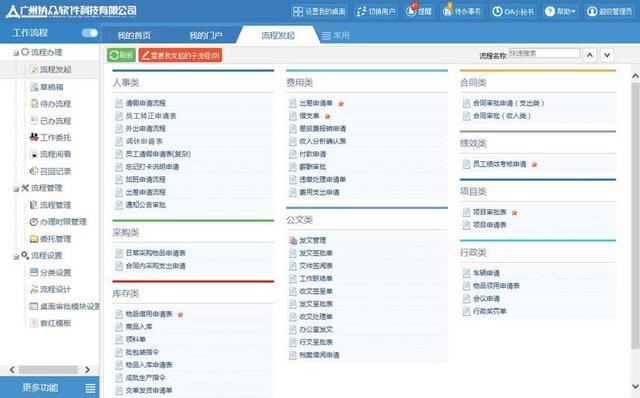 广州协众软件科技有限公司
设置我的桌面 切换用户 提醒 47 待办事务 OA小秘书 帮助 超级管理员
工作流程
我的首页 我的门户 流程发起 常用
刷新 需要我发起的子流程(0) 流程名称: 快速搜索
流程办理
流程发起
草稿箱
待办流程
已办流程
工作委托
流程阅看
召回记录
流程管理
流程管理
办理时限管理
委托管理
流程设置
分类设置
流程设计
桌面审批模块设置
套红模板
更多功能
人事类
请假申请流程
员工转正申请表
外出申请流程
调休申请表
员工请假申请表(复杂)
忘记打卡说明申请
加班申请流程
出差申请流程
通知公告审批
采购类
日常采购物品申请表
合同内采购支出申请
库存类
物品借用申请表
商品入库
领料单
批包装指令
物品入库申请表
成批生产指令
交单发货申请单
费用类
出差申请单
借支单
差旅费报销申请
收入分析确认表
付款申请
薪酬审批
违章处理申请单
费用支出申请
公文类
发文管理
发文签批单
文件签阅表
工作联络单
收文签呈单
发文呈批表
收文处理单
办公室发文
行文呈批表
档案借阅申请
合同类
合同审批申请（支出类）
合同审批（收入类）
绩效类
员工绩效考核申请
项目类
项目审批表
项目申请表
行政类
车辆申请
物品领用申请表
会议申请
行政奖罚单